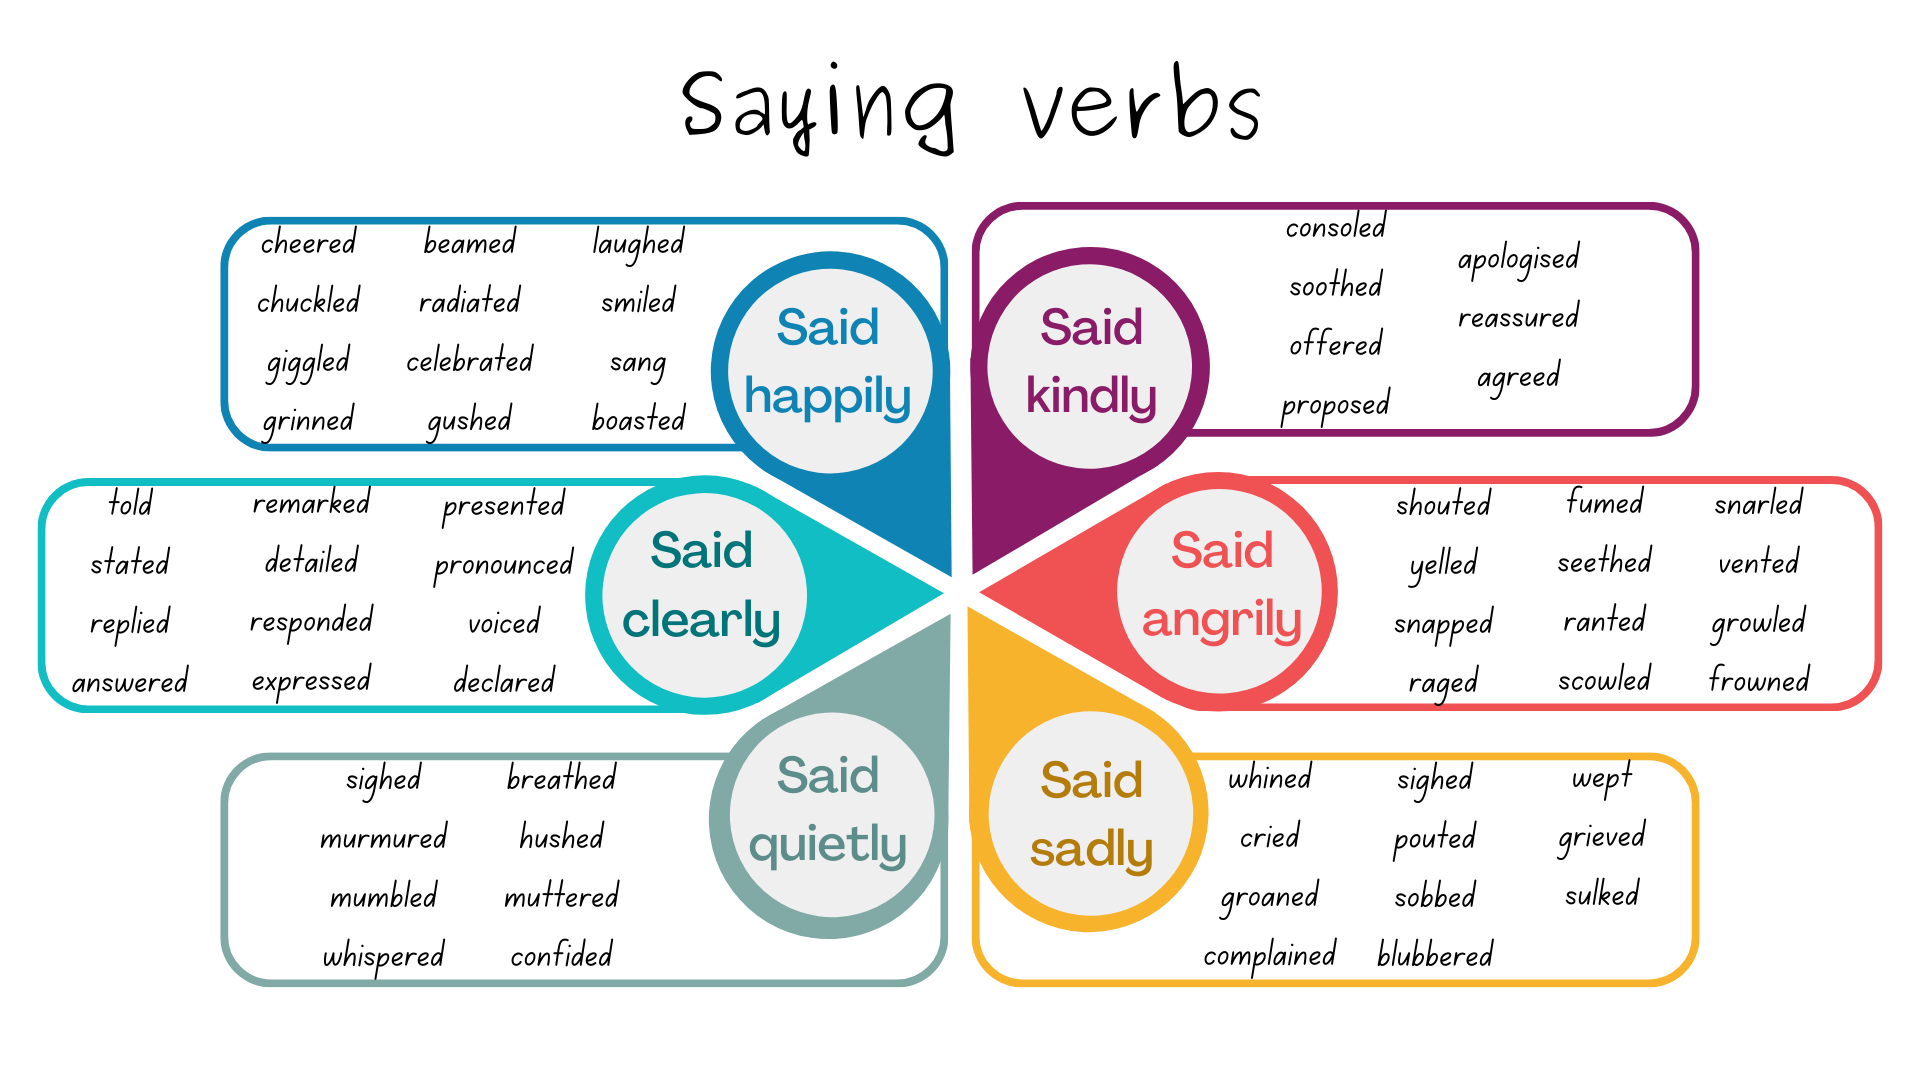 Saying verbs
cheered
chuckled
giggled
grinned
beamed
radiated
celebrated
gushed
laughed
smiled
sang
boasted
Said
happily
Said
kindly
consoled
soothed
offered
proposed
apologised
reassured
agreed
told
stated
replied
answered
remarked
detailed
responded
expressed
presented
pronounced
voiced
declared
Said
clearly
Said
angrily
shouted
yelled
snapped
raged
fumed
seethed
ranted
scowled
snarled
vented
growled
frowned
sighed
murmured
mumbled
whispered
breathed
hushed
muttered
confided
Said
quietly
Said
sadly
whined
cried
groaned
complained
sighed
pouted
sobbed
blubbered
wept
grieved
sulked